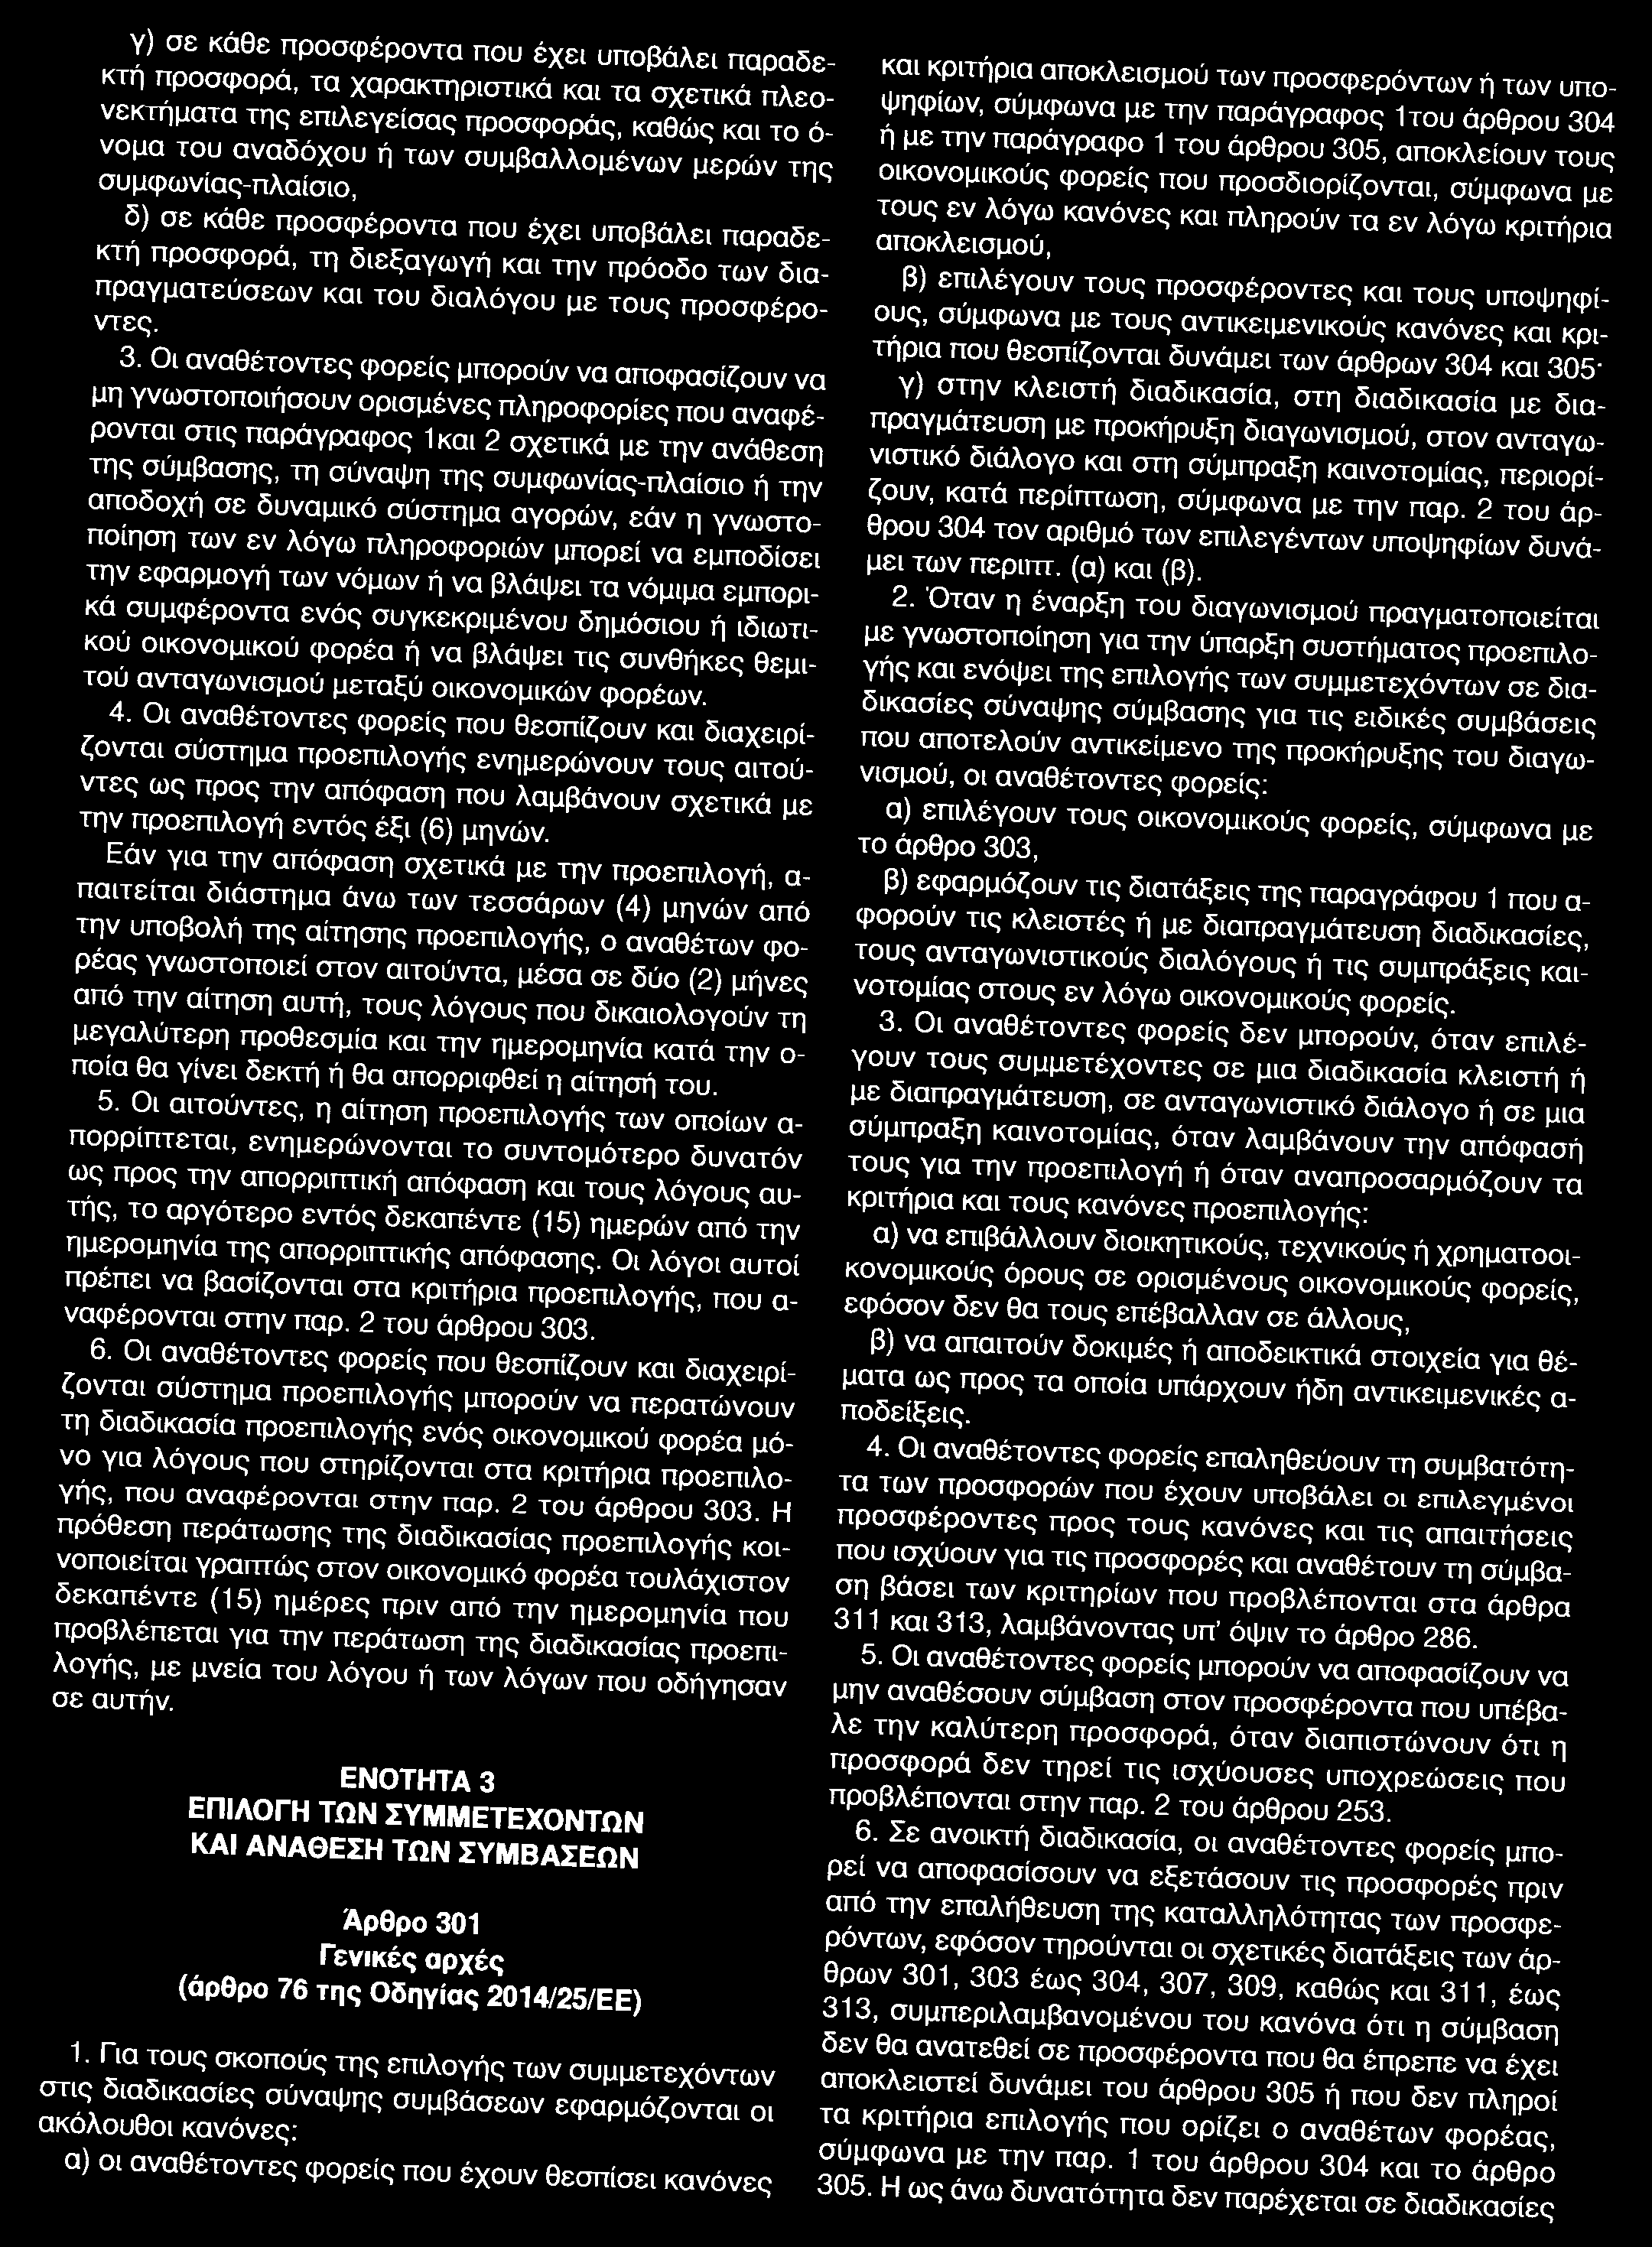 γ) σε κάθε προσφέροντα που έχει υποβάλει παραδε-
κτή προσφορά, τα χαρακτηριστικά και τα σχετικά πλεο-
νεκτήματα της επιλεγείσας προσφοράς, καθώς και το ό-
νομα του αναδόχου ή των συμβαλλομένων μερών της
συμφωνίας-πλαίσιο,
δ) σε κάθε προσφέροντα που έχει υποβάλει παραδε-
κτή προσφορά, τη διεξαγωγή και την πρόοδο των δια-
πραγματεύσεων και του διαλόγου με τους προσφέρο-
ντες.
3. Οι αναθέτοντες φορείς μπορούν να αποφασίζουν να
μη γνωστοποιήσουν ορισμένες πληροφορίες που αναφέ-
ρονται στις παράγραφος 1και 2 σχετικά με την ανάθεση
της σύμβασης, τη σύναψη της συμφωνίας-πλαίσιο ή την
αποδοχή σε δυναμικό σύστημα αγορών, εάν η γνωστο-
ποίηση των εν λόγω πληροφοριών μπορεί να εμποδίσει
την εφαρμογή των νόμων ή να βλάψει τα νόμιμα εμπορι-
κά συμφέροντα ενός συγκεκριμένου δημόσιου ή ιδιωτι-
κού οικονομικού φορέα ή να βλάψει τις συνθήκες θεμι-
τού ανταγωνισμού μεταξύ οικονομικών φορέων.
4. Οι αναθέτοντες φορείς που θεσπίζουν και διαχειρί-
ζονται σύστημα προεπιλογής ενημερώνουν τους αιτού-
ντες ως προς την απόφαση που λαμβάνουν σχετικά με
την προεπιλογή εντός έξι (6) μηνών.
Εάν για την απόφαση σχετικά με την προεπιλογή, α-
παιτείται διάστημα άνω των τεσσάρων (4) μηνών από
την υποβολή της αίτησης προεπιλογής, ο αναθέτων φο-
ρέας γνωστοποιεί στον αιτούντα, μέσα σε δύο (2) μήνες
από την αίτηση αυτή, τους λόγους που δικαιολογούν τη
μεγαλύτερη προθεσμία και την ημερομηνία κατά την ο-
ποία θα γίνει δεκτή ή θα απορριφθεί η αίτησή του.
5. Οι αιτούντες, η αίτηση προεπιλογής των οποίων α-
πορρίπτεται, ενημερώνονται το συντομότερο δυνατόν
ως προς την απορριπτική απόφαση και τους λόγους αυ-
τής, το αργότερο εντός δεκαπέντε (15) ημερών από την
ημερομηνία της απορριπτικής απόφασης. Οι λόγοι αυτοί
πρέπει να βασίζονται στα κριτήρια προεπιλογής, που α-
ναφέρονται στην παρ. 2 του άρθρου 303.
6. Οι αναθέτοντες φορείς που θεσπίζουν και διαχειρί-
ζονται σύστημα προεπιλογής μπορούν να περατώνουν
τη διαδικασία προεπιλογής ενός οικονομικού φορέα μό-
νο για λόγους που στηρίζονται στα κριτήρια προεπιλο-
γής, που αναφέρονται στην παρ. 2 του άρθρου 303. Η
πρόθεση περάτωσης της διαδικασίας προεπιλογής κοι-
νοποιείται γραπτώς στον οικονομικό φορέα τουλάχιστον
δεκαπέντε (15) ημέρες πριν από την ημερομηνία που
προβλέπεται για την περάτωση της διαδικασίας προεπι-
λογής, με μνεία του λόγου ή των λόγων που οδήγησαν
σε αυτήν.
ΕΝΟΤΗΤΑ 3
ΕΠΙΛΟΓΗ ΤΩΝ ΣΥΜΜΕΤΕΧΟΝΤΩΝ
ΚΑΙ ΑΝΑΘΕΣΗ ΤΩΝ ΣΥΜΒΑΣΕΩΝ
Άρθρο 301
Γενικές αρχές
(άρθρο 76 της Οδηγίας 2014/25/ΕΕ)
1. Για τους σκοπούς της επιλογής των συμμετεχόντων
στις διαδικασίες σύναψης συμβάσεων εφαρμόζονται οι
ακόλουθοι κανόνες:
α) οι αναθέτοντες φορείς που έχουν θεσπίσει κανόνες
και κριτήρια αποκλεισμού των προσφερόντων ή των υπο-
ψηφίων, σύμφωνα με την παράγραφος 1του άρθρου 304
ή με την παράγραφο 1 του άρθρου 305, αποκλείουν τους
οικονομικούς φορείς που προσδιορίζονται, σύμφωνα με
τους εν λόγω κανόνες και πληρούν τα εν λόγω κριτήρια
αποκλεισμού,
β) επιλέγουν τους προσφέροντες και τους υποψηφί-
ους, σύμφωνα με τους αντικειμενικούς κανόνες και κρι-
τήρια που θεσπίζονται δυνάμει των άρθρων 304 και 305·
γ) στην κλειστή διαδικασία, στη διαδικασία με δια-
πραγμάτευση με προκήρυξη διαγωνισμού, στον ανταγω-
νιστικό διάλογο και στη σύμπραξη καινοτομίας, περιορί-
ζουν, κατά περίπτωση, σύμφωνα με την παρ. 2 του άρ-
θρου 304 τον αριθμό των επιλεγέντων υποψηφίων δυνά-
μει των περιπτ. (α) και (β).
2. Όταν η έναρξη του διαγωνισμού πραγματοποιείται
με γνωστοποίηση για την ύπαρξη συστήματος προεπιλο-
γής και ενόψει της επιλογής των συμμετεχόντων σε δια-
δικασίες σύναψης σύμβασης για τις ειδικές συμβάσεις
που αποτελούν αντικείμενο της προκήρυξης του διαγω-
νισμού, οι αναθέτοντες φορείς:
α) επιλέγουν τους οικονομικούς φορείς, σύμφωνα με
το άρθρο 303,
β) εφαρμόζουν τις διατάξεις της παραγράφου 1 που α-
φορούν τις κλειστές ή με διαπραγμάτευση διαδικασίες,
τους ανταγωνιστικούς διαλόγους ή τις συμπράξεις και-
νοτομίας στους εν λόγω οικονομικούς φορείς.
3. Οι αναθέτοντες φορείς δεν μπορούν, όταν επιλέ-
γουν τους συμμετέχοντες σε μια διαδικασία κλειστή ή
με διαπραγμάτευση, σε ανταγωνιστικό διάλογο ή σε μια
σύμπραξη καινοτομίας, όταν λαμβάνουν την απόφασή
τους για την προεπιλογή ή όταν αναπροσαρμόζουν τα
κριτήρια και τους κανόνες προεπιλογής:
α) να επιβάλλουν διοικητικούς, τεχνικούς ή χρηματοοι-
κονομικούς όρους σε ορισμένους οικονομικούς φορείς,
εφόσον δεν θα τους επέβαλλαν σε άλλους,
β) να απαιτούν δοκιμές ή αποδεικτικά στοιχεία για θέ-
ματα ως προς τα οποία υπάρχουν ήδη αντικειμενικές α-
ποδείξεις.
4. Οι αναθέτοντες φορείς επαληθεύουν τη συμβατότη-
τα των προσφορών που έχουν υποβάλει οι επιλεγμένοι
προσφέροντες προς τους κανόνες και τις απαιτήσεις
που ισχύουν για τις προσφορές και αναθέτουν τη σύμβα-
ση βάσει των κριτηρίων που προβλέπονται στα άρθρα
311 και 313, λαμβάνοντας υπ’ όψιν το άρθρο 286.
5. Οι αναθέτοντες φορείς μπορούν να αποφασίζουν να
μην αναθέσουν σύμβαση στον προσφέροντα που υπέβα-
λε την καλύτερη προσφορά, όταν διαπιστώνουν ότι η
προσφορά δεν τηρεί τις ισχύουσες υποχρεώσεις που
προβλέπονται στην παρ. 2 του άρθρου 253.
6. Σε ανοικτή διαδικασία, οι αναθέτοντες φορείς μπο-
ρεί να αποφασίσουν να εξετάσουν τις προσφορές πριν
από την επαλήθευση της καταλληλότητας των προσφε-
ρόντων, εφόσον τηρούνται οι σχετικές διατάξεις των άρ-
θρων 301, 303 έως 304, 307, 309, καθώς και 311, έως
313, συμπεριλαμβανομένου του κανόνα ότι η σύμβαση
δεν θα ανατεθεί σε προσφέροντα που θα έπρεπε να έχει
αποκλειστεί δυνάμει του άρθρου 305 ή που δεν πληροί
τα κριτήρια επιλογής που ορίζει ο αναθέτων φορέας,
σύμφωνα με την παρ. 1 του άρθρου 304 και το άρθρο
305. Η ως άνω δυνατότητα δεν παρέχεται σε διαδικασίες